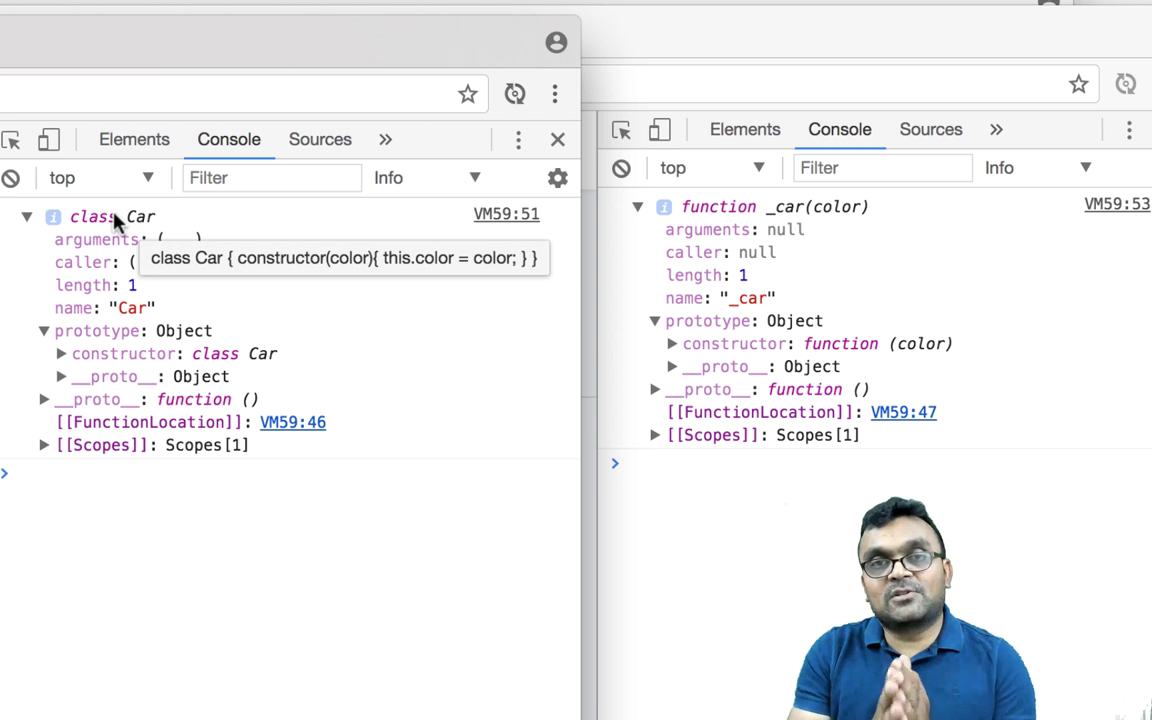 Elements Console Sources »
top Filter Info
class Car VM59:51
arguments: (
caller: (
class Car { constructor(color){ this.color = color; } }
length: 1
name: "Car"
prototype: Object
constructor: class Car
__proto__: Object
__proto__: function ()
[[FunctionLocation]]: VM59:46
[[Scopes]]: Scopes[1]
Elements Console Sources »
top Filter Info
function _car(color) VM59:53
arguments: null
caller: null
length: 1
name: "_car"
prototype: Object
constructor: function (color)
__proto__: Object
__proto__: function ()
[[FunctionLocation]]: VM59:47
[[Scopes]]: Scopes[1]